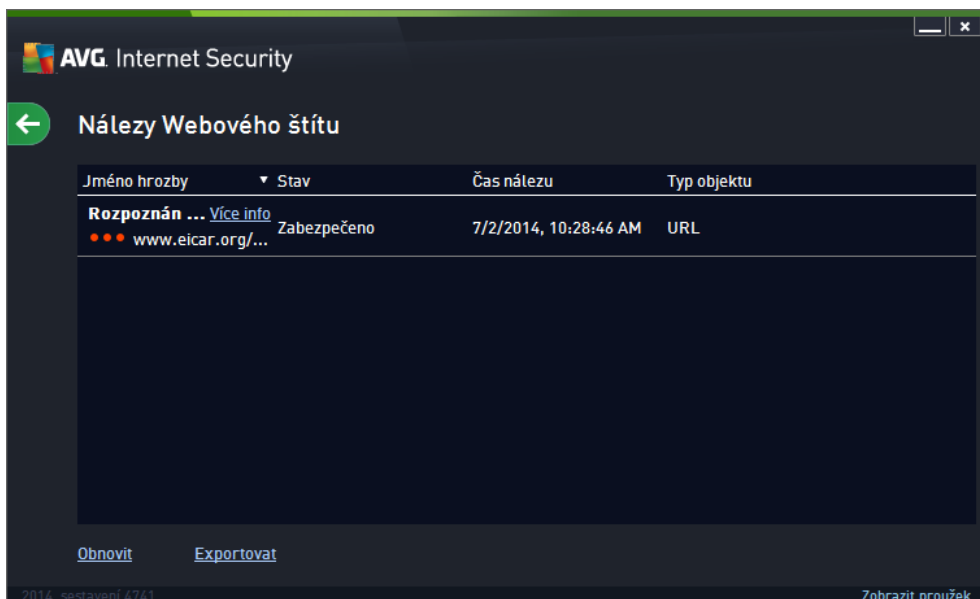 AVG. Internet Security
Nálezy Webového štítu
Jméno hrozby Stav Čas nálezu Typ objektu
Rozpoznán ... Více info
www.eicar.org/... Zabezpečeno 7/2/2014, 10:28:46 AM URL
Obnovit Exportovat
2014, sestavení 4741 Zobrazit proužek